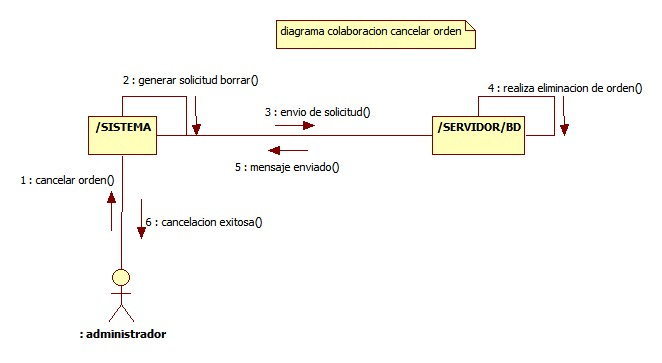 diagrama colaboracion cancelar orden
2 : generar solicitud borrar()
4 : realiza eliminacion de orden()
3 : envio de solicitud()
/SISTEMA
/SERVIDOR/BD
5 : mensaje enviado()
1 : cancelar orden()
6 : cancelacion exitosa()
: administrador